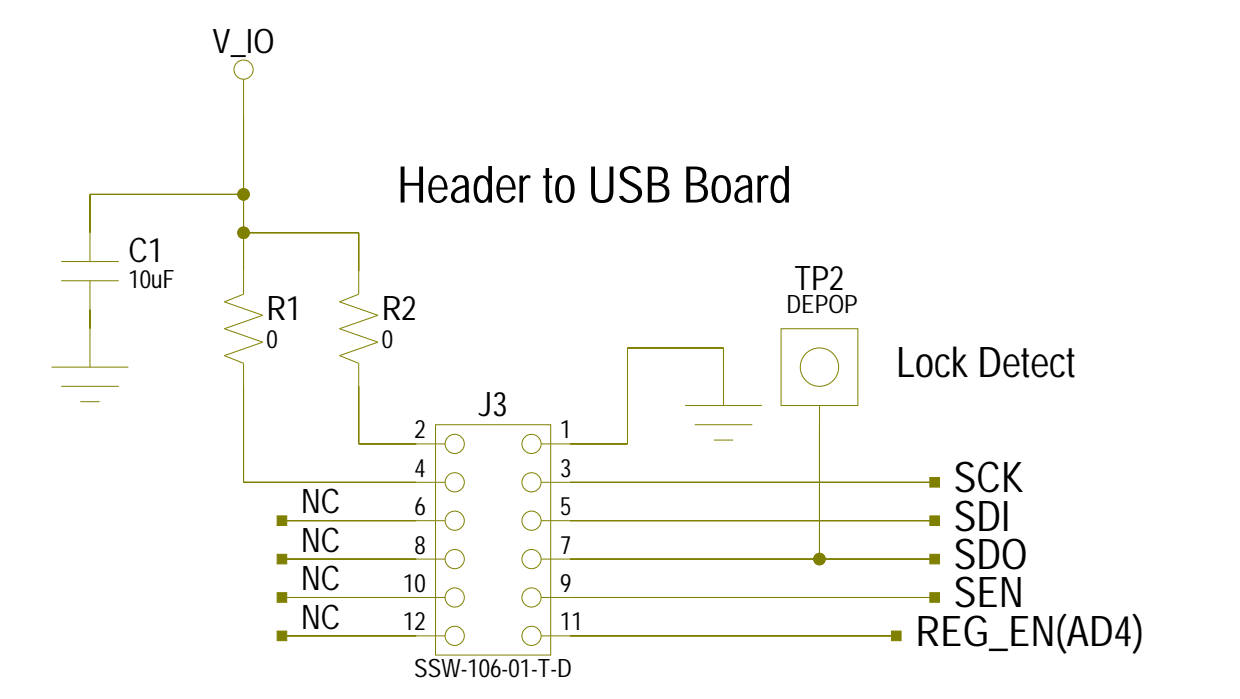 V_IO
Header to USB Board
C1
10uF
R1
0
R2
0
TP2
DEPOP
Lock Detect
J3
2
1
4
3
SCK
NC
6
5
SDI
NC
8
7
SDO
NC
10
9
SEN
NC
12
11
REG_EN(AD4)
SSW-106-01-T-D